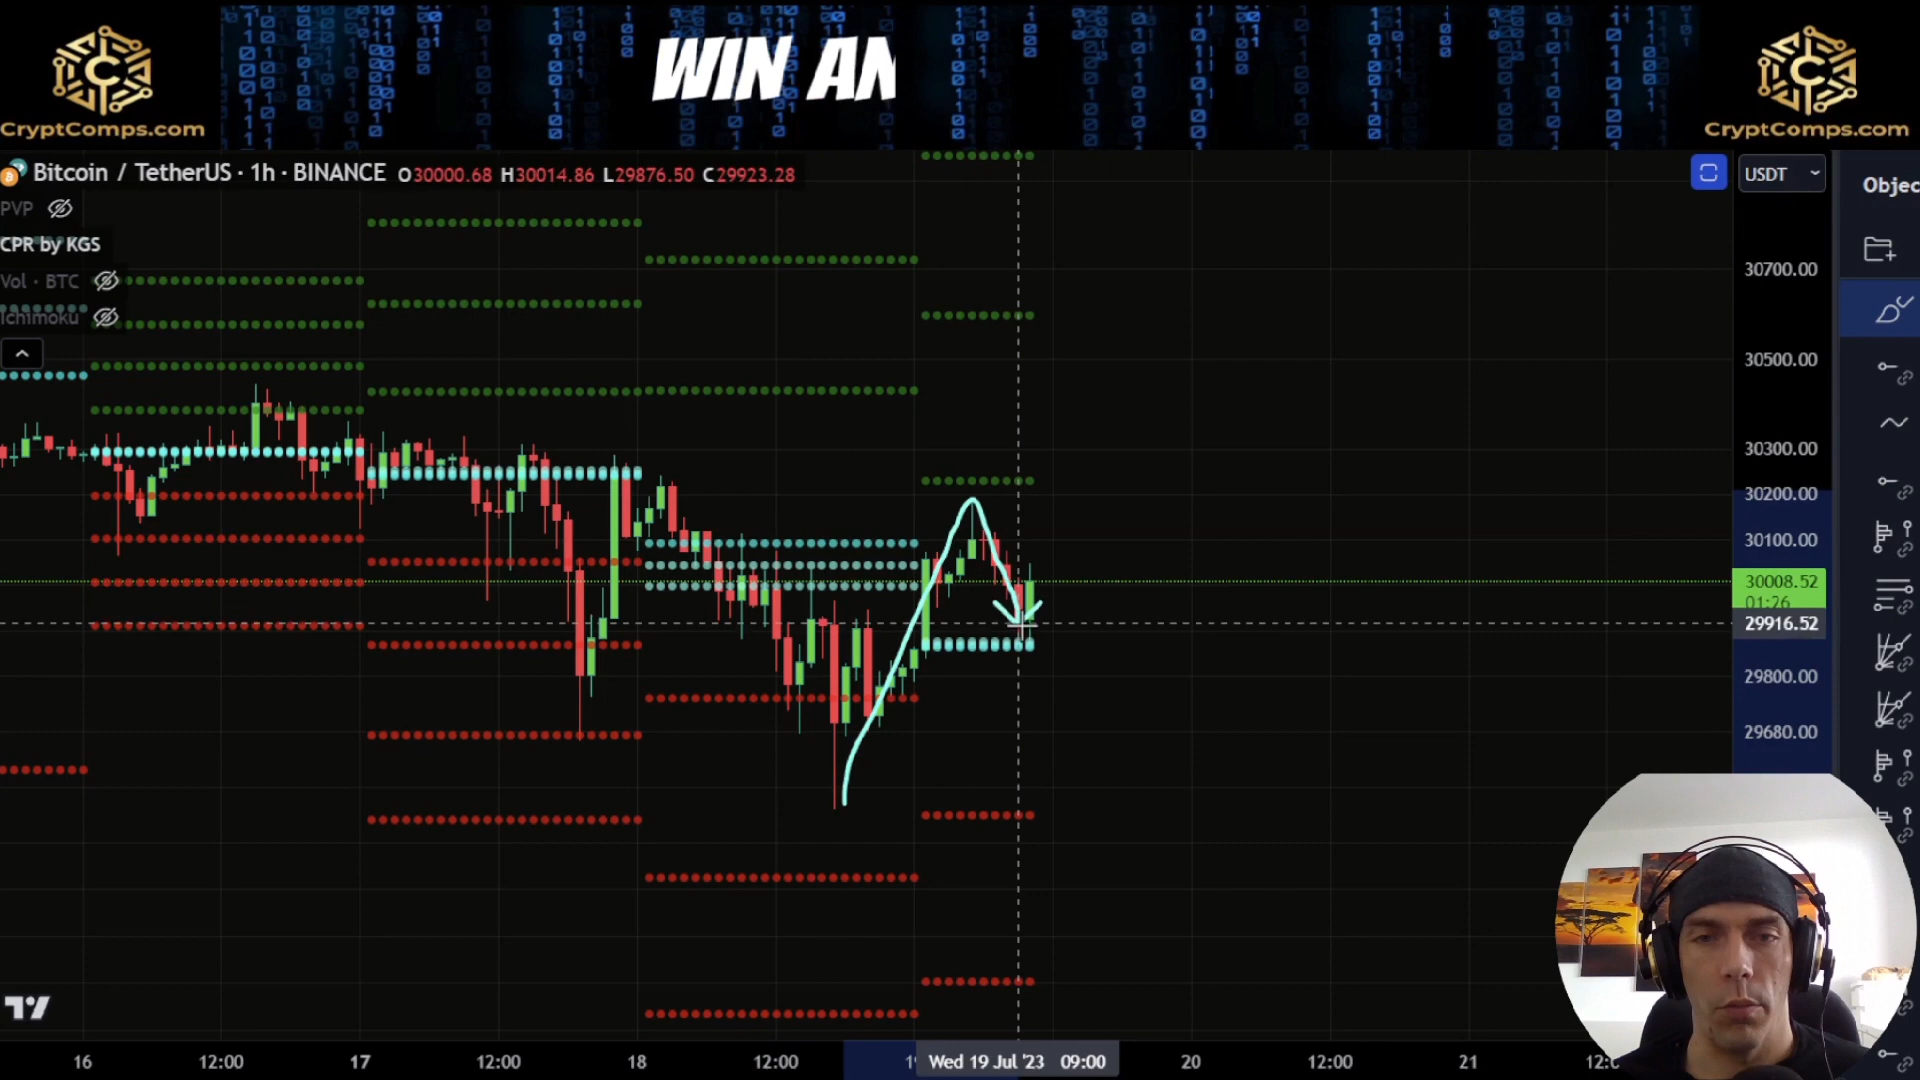 WIN AN
CryptComps.com
CryptComps.com
Bitcoin / TetherUS · 1h · BINANCE O30000.68 H30014.86 L29876.50 C29923.28
USDT
Objec
PVP
CPR by KGS
Vol · BTC
Ichimoku
30700.00
30500.00
30300.00
30200.00
30100.00
30008.52
01:26
29916.52
29800.00
29680.00
16 12:00 17 12:00 18 12:00 Wed 19 Jul '23 09:00 20 12:00 21